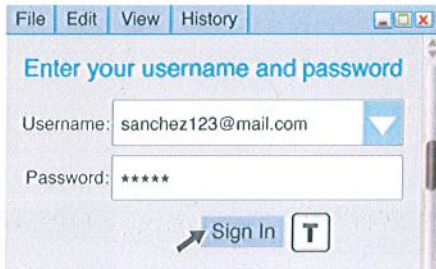 File Edit View History
Enter your username and password
Username: sanchez123@mail.com
Password: *****
Sign In T